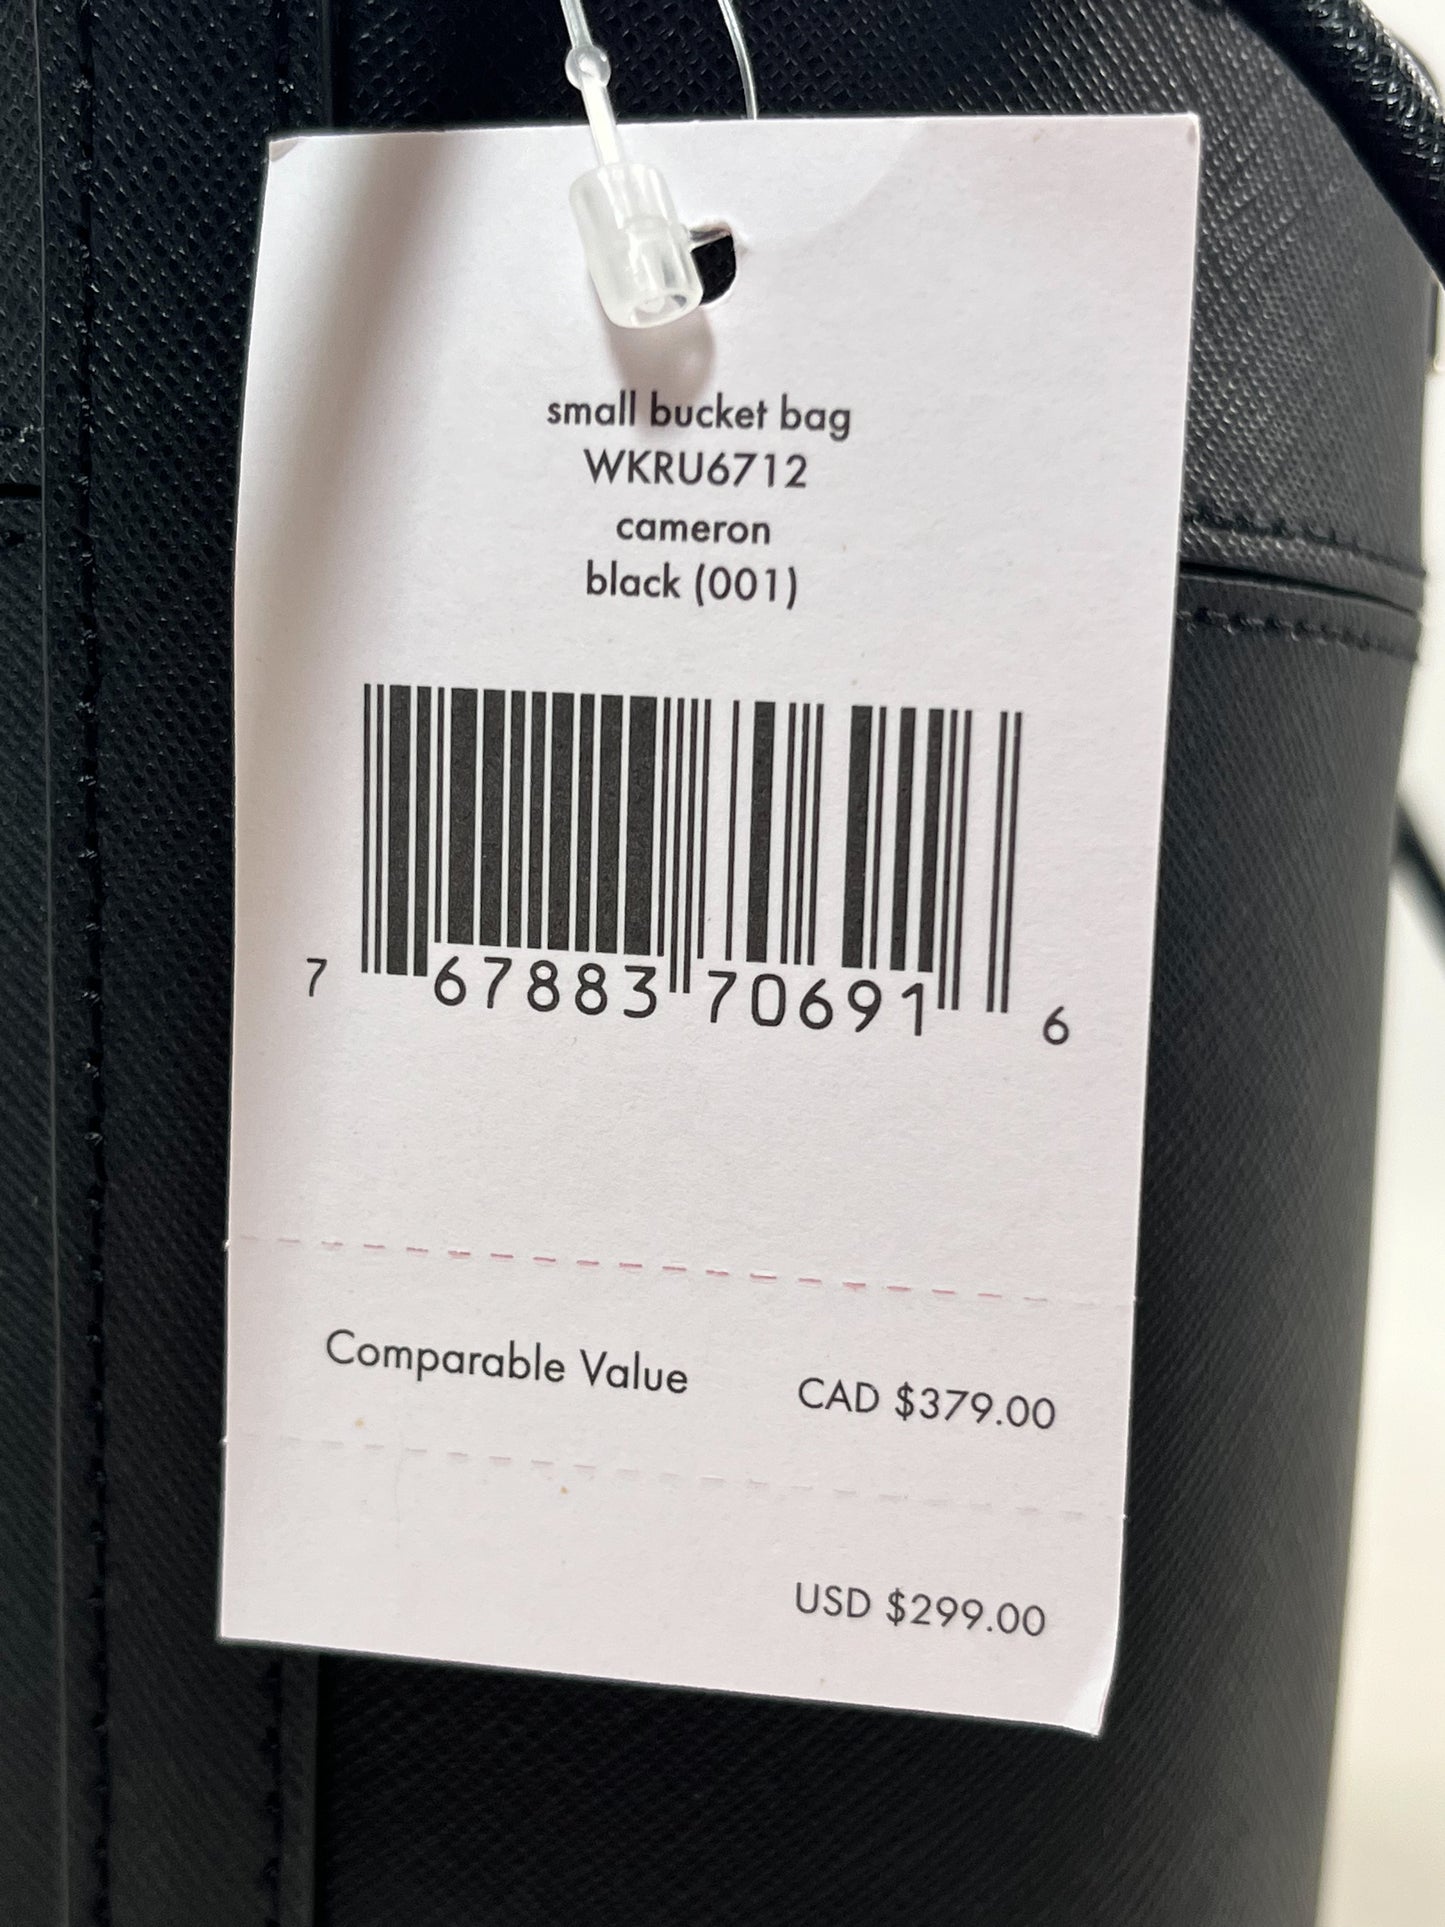 small bucket bag
WKRU6712
cameron
black (001)
7 67883 70691 6
Comparable Value CAD $379.00
USD $299.00